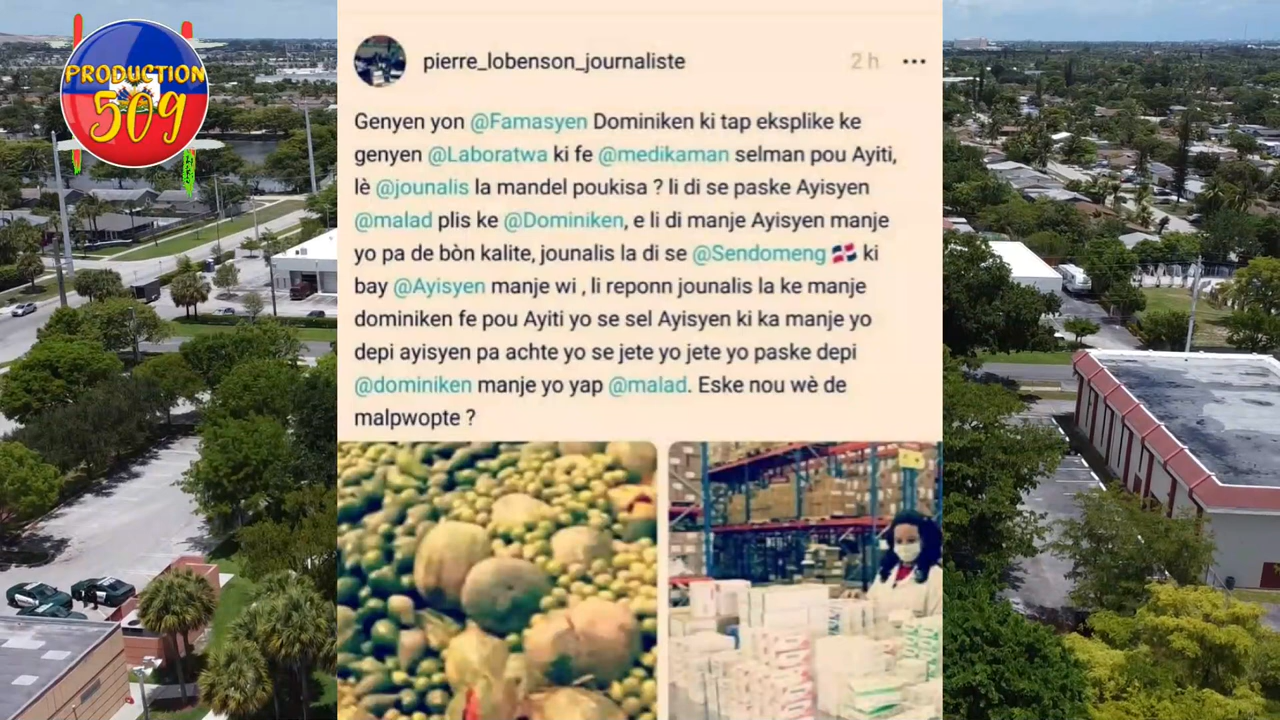 PRODUCTION
509
pierre_lobenson_journaliste
2 h
Genyen yon @Famasyen Dominiken ki tap eksplike ke
genyen @Laboratwa ki fe @medikaman selman pou Ayiti,
lè @jounalis la mandel poukisa ? li di se paske Ayisyen
@malad plis ke @Dominiken, e li di manje Ayisyen manje
yo pa de bòn kalite, jounalis la di se @Sendomeng 🇩🇴 ki
bay @Ayisyen manje wi , li reponn jounalis la ke manje
dominiken fe pou Ayiti yo se sel Ayisyen ki ka manje yo
depi ayisyen pa achte yo se jete yo jete yo paske depi
@dominiken manje yo yap @malad. Eske nou wè de
malpwopte ?